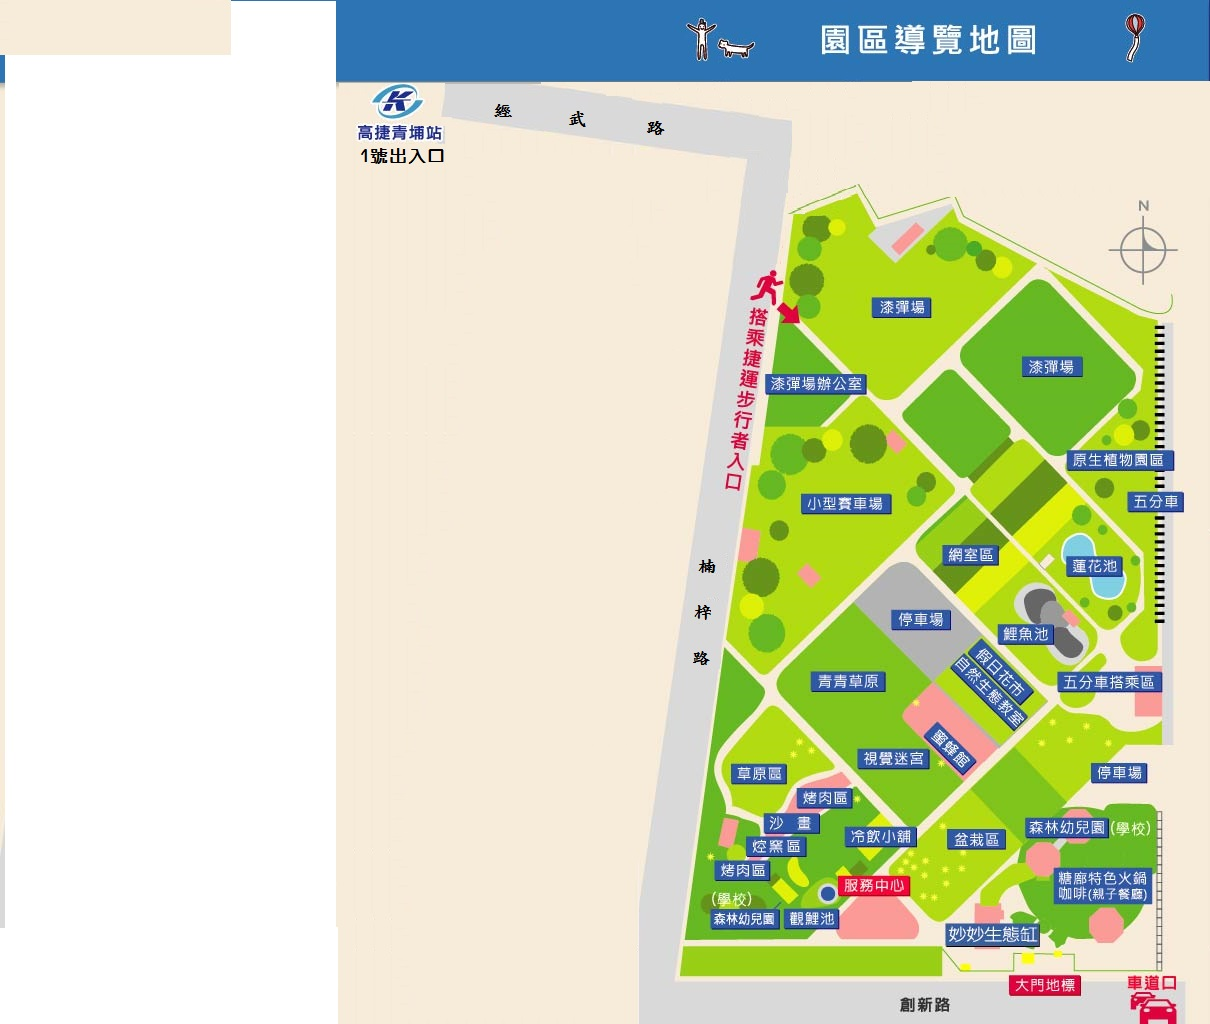 園區導覽地圖
K
高捷青埔站
1號出入口
經武路
N
漆彈場
搭乘捷運步行者入口
漆彈場
漆彈場辦公室
原生植物園區
五分車
小型賽車場
網室區
蓮花池
楠梓路
停車場
鯉魚池
假日花市
自然生態教室
青青草原
五分車搭乘區
蜜蜂館
視覺迷宮
草原區
停車場
烤肉區
沙 畫
焢窯區
冷飲小舖
盆栽區
森林幼兒園(學校)
烤肉區
服務中心
糖廊特色火鍋
咖啡(親子餐廳)
(學校)
森林幼兒園
觀鯉池
妙妙生態缸
大門地標
車道口
創新路